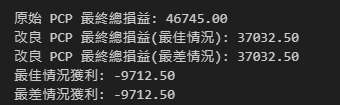 原始 PCP 最終總損益: 46745.00
改良 PCP 最終總損益(最佳情況): 37032.50
改良 PCP 最終總損益(最差情況): 37032.50
最佳情況獲利: -9712.50
最差情況獲利: -9712.50